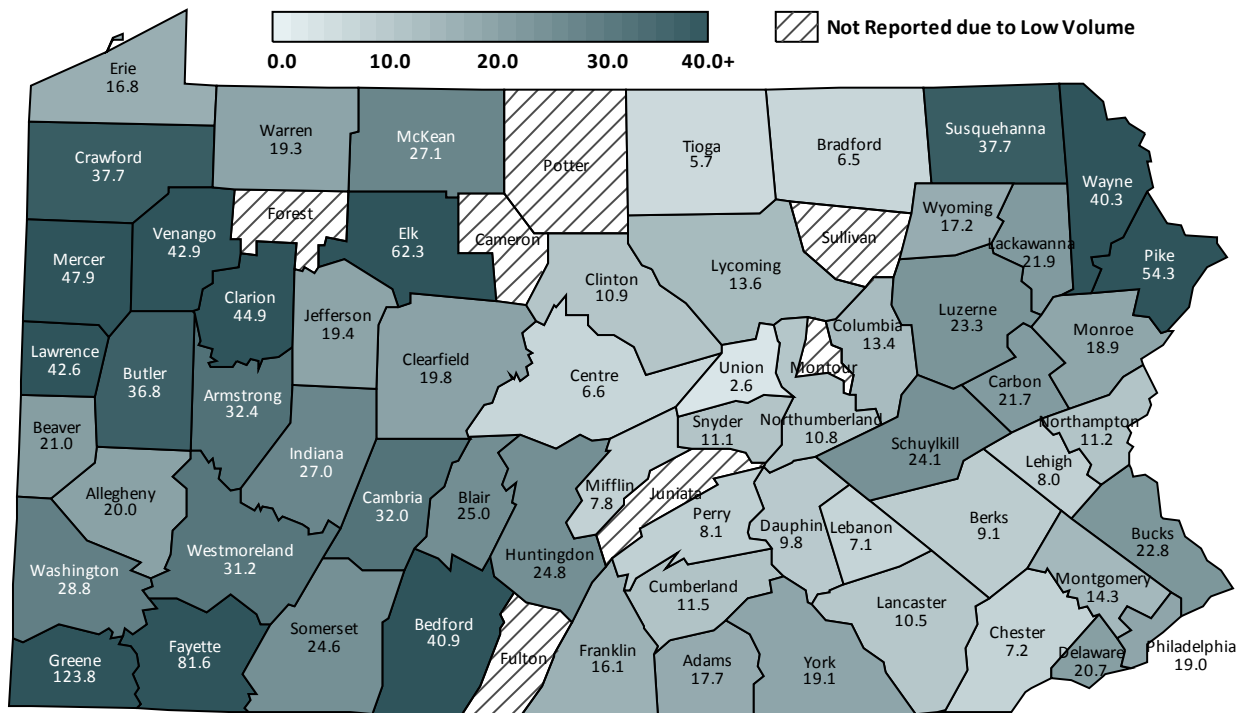 Not Reported due to Low Volume
0.0 10.0 20.0 30.0 40.0+
Erie
16.8
Warren
19.3
McKean
27.1
Potter
Tioga
5.7
Bradford
6.5
Susquehanna
37.7
Wayne
40.3
Crawford
37.7
Forest
Venango
42.9
Elk
62.3
Cameron
Sullivan
Wyoming
17.2
Lackawanna
21.9
Pike
54.3
Mercer
47.9
Clarion
44.9
Jefferson
19.4
Clinton
10.9
Lycoming
13.6
Columbia
13.4
Luzerne
23.3
Monroe
18.9
Lawrence
42.6
Butler
36.8
Armstrong
32.4
Clearfield
19.8
Centre
6.6
Union
2.6
Montour
Carbon
21.7
Beaver
21.0
Indiana
27.0
Snyder
11.1
Northumberland
10.8
Schuylkill
24.1
Northampton
11.2
Lehigh
8.0
Allegheny
20.0
Cambria
32.0
Blair
25.0
Mifflin
7.8
Juniata
Perry
8.1
Dauphin
9.8
Lebanon
7.1
Berks
9.1
Bucks
22.8
Washington
28.8
Westmoreland
31.2
Huntingdon
24.8
Cumberland
11.5
Lancaster
10.5
Montgomery
14.3
Greene
123.8
Fayette
81.6
Somerset
24.6
Bedford
40.9
Fulton
Franklin
16.1
Adams
17.7
York
19.1
Chester
7.2
Delaware
20.7
Philadelphia
19.0